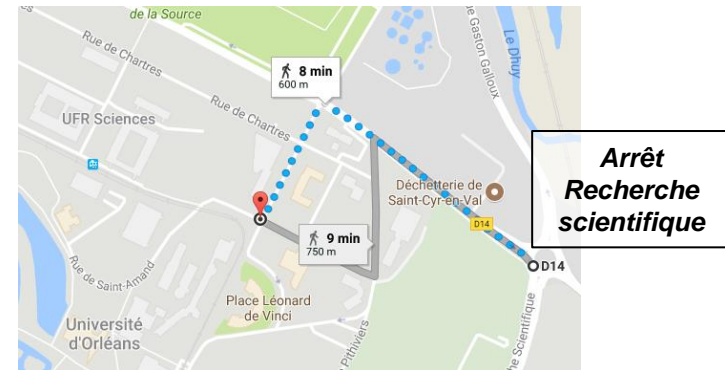 de la Source
Rue de Chartres
8 min
600 m
Rue de Chartres
UFR Sciences
Rue Gaston Galloux
Le Dhuy
Déchetterie de
Saint-Cyr-en-Val
D14
9 min
750 m
D14
Rue de Saint-Amand
Place Léonard
de Vinci
Université
d'Orléans
Pithiviers
Scientifique
Arrêt
Recherche
scientifique